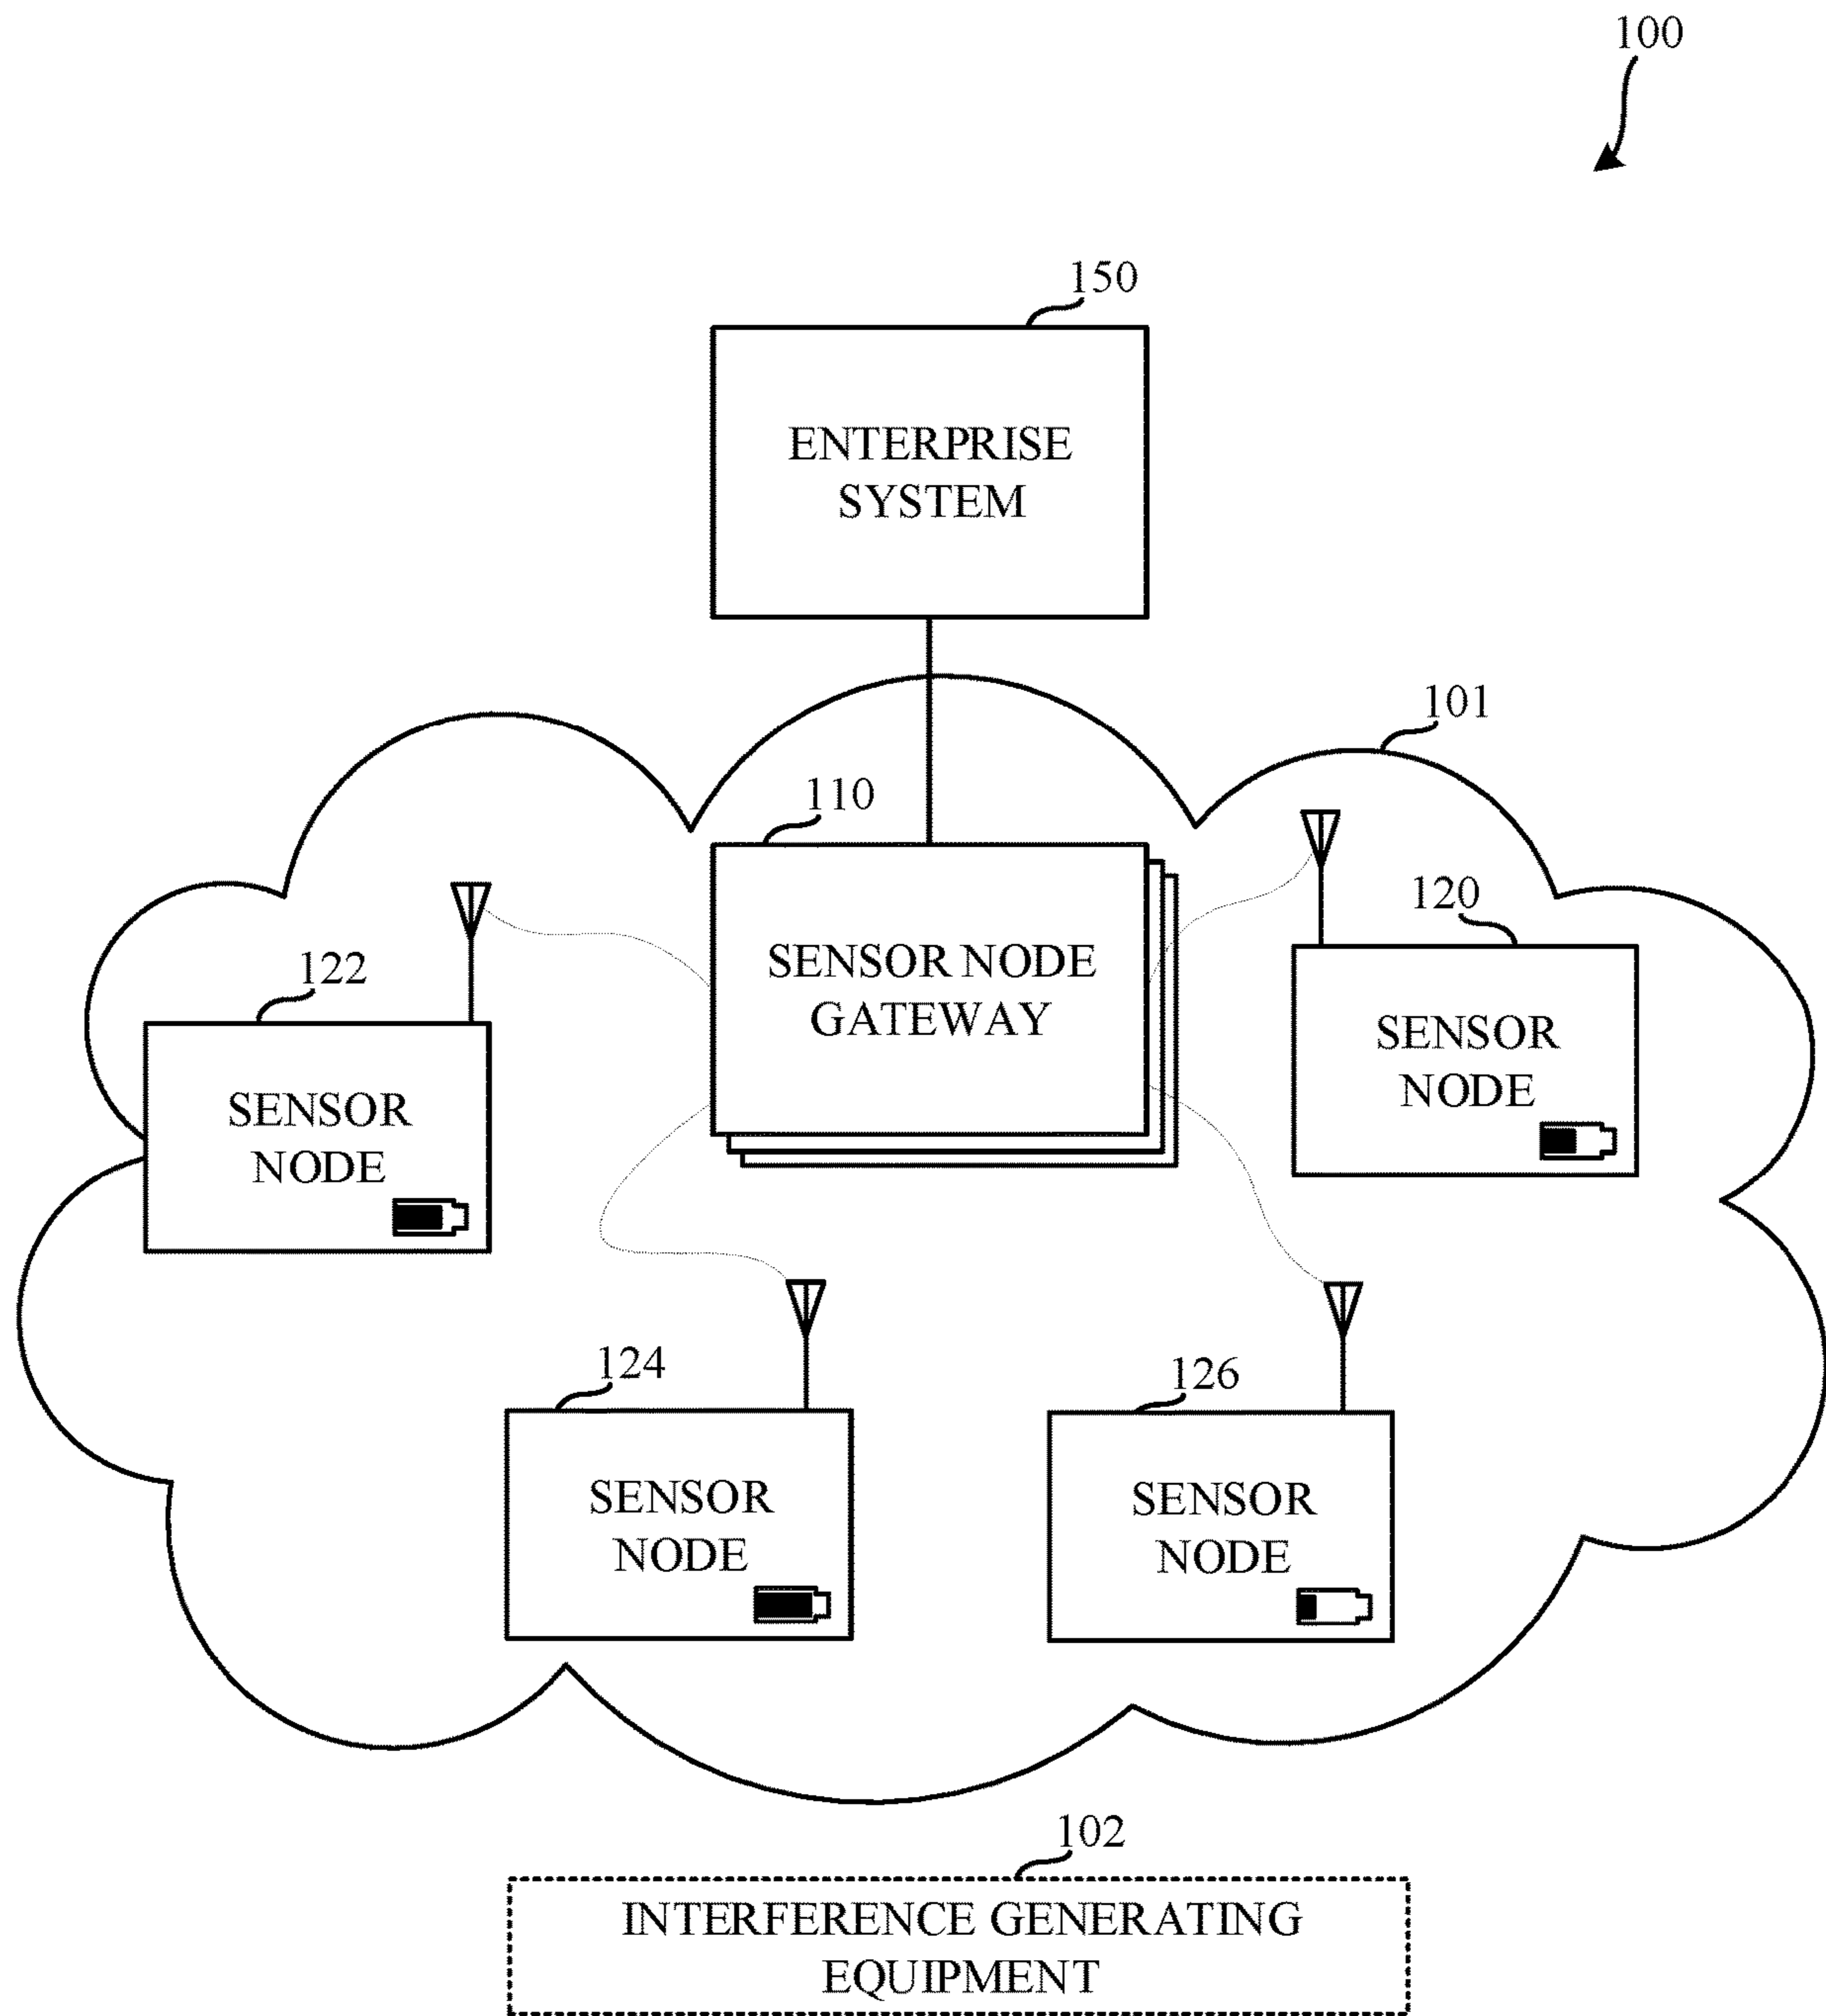 100
150
ENTERPRISE
SYSTEM
101
110
SENSOR NODE
GATEWAY
120
SENSOR
NODE
122
SENSOR
NODE
124
SENSOR
NODE
126
SENSOR
NODE
102
INTERFERENCE GENERATING
EQUIPMENT